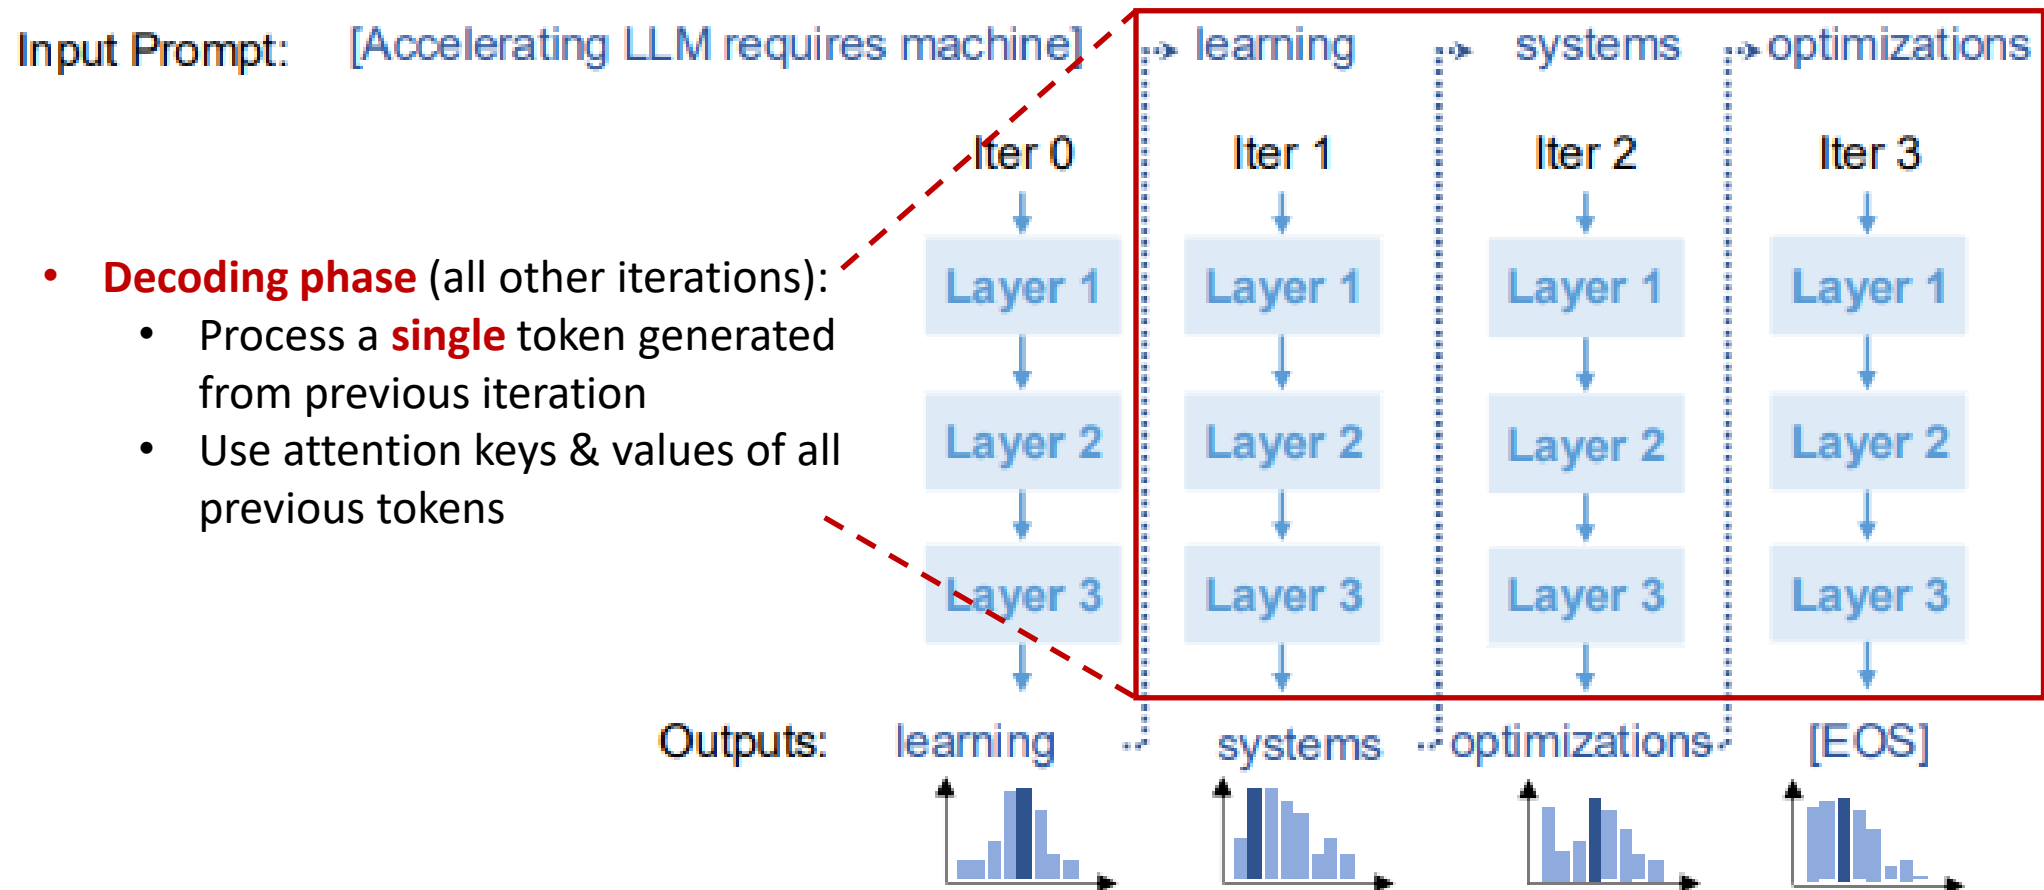 Input Prompt: [Accelerating LLM requires machine] learning systems optimizations
Iter 0 Iter 1 Iter 2 Iter 3
• Decoding phase (all other iterations):
• Process a single token generated
from previous iteration
• Use attention keys & values of all
previous tokens
Layer 1 Layer 1 Layer 1 Layer 1
Layer 2 Layer 2 Layer 2 Layer 2
Layer 3 Layer 3 Layer 3 Layer 3
Outputs: learning systems optimizations [EOS]